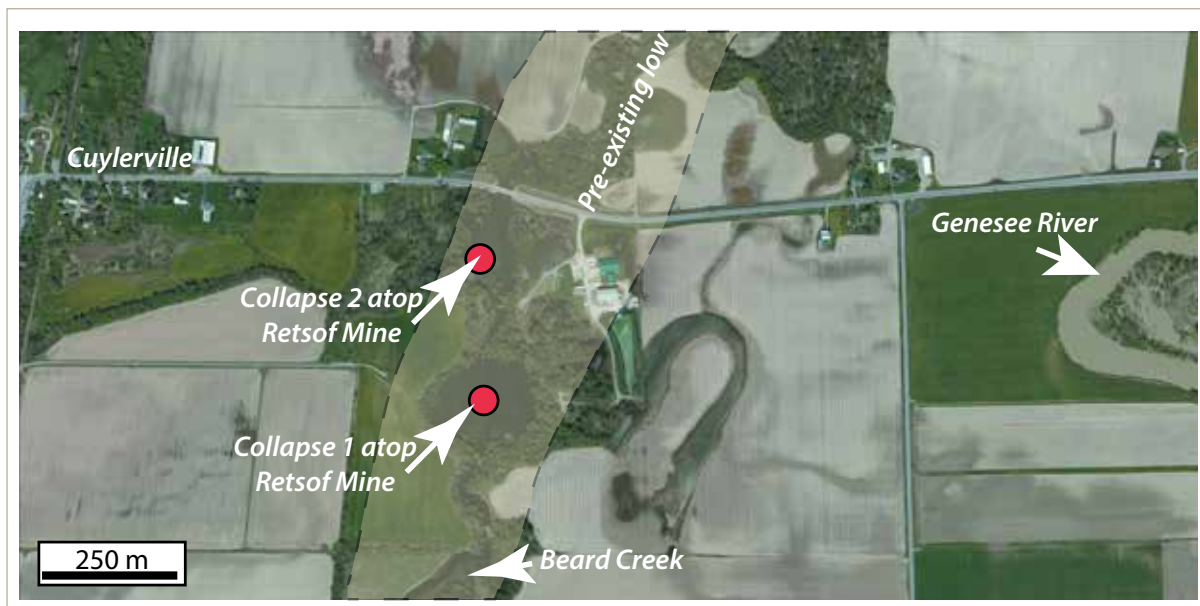 Pre-existing low
Cuylerville
Genesee River
Collapse 2 atop
Retsof Mine
Collapse 1 atop
Retsof Mine
250 m
Beard Creek